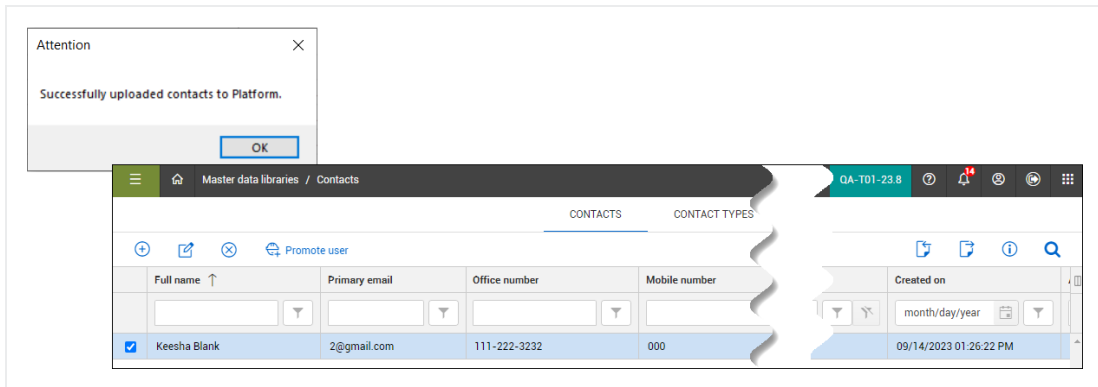 Attention
Successfully uploaded contacts to Platform.
OK
Master data libraries / Contacts
QA-T01-23.8
14
CONTACTS
CONTACT TYPES
Promote user
Full name
Primary email
Office number
Mobile number
Created on
month/day/year
Keesha Blank
2@gmail.com
111-222-3232
000
09/14/2023 01:26:22 PM